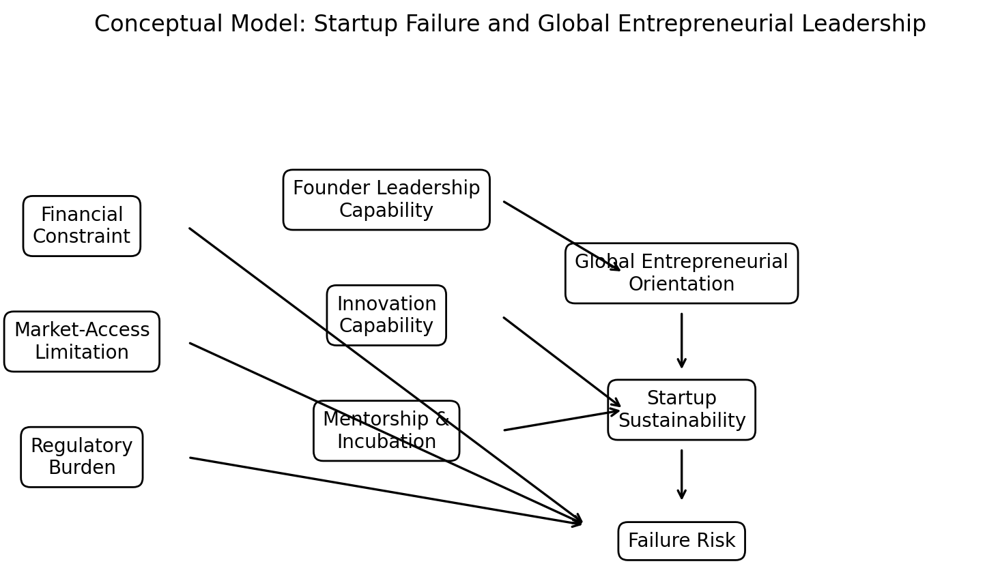 Conceptual Model: Startup Failure and Global Entrepreneurial Leadership
Financial
Constraint
Market-Access
Limitation
Regulatory
Burden
Founder Leadership
Capability
Innovation
Capability
Mentorship &
Incubation
Global Entrepreneurial
Orientation
Startup
Sustainability
Failure Risk